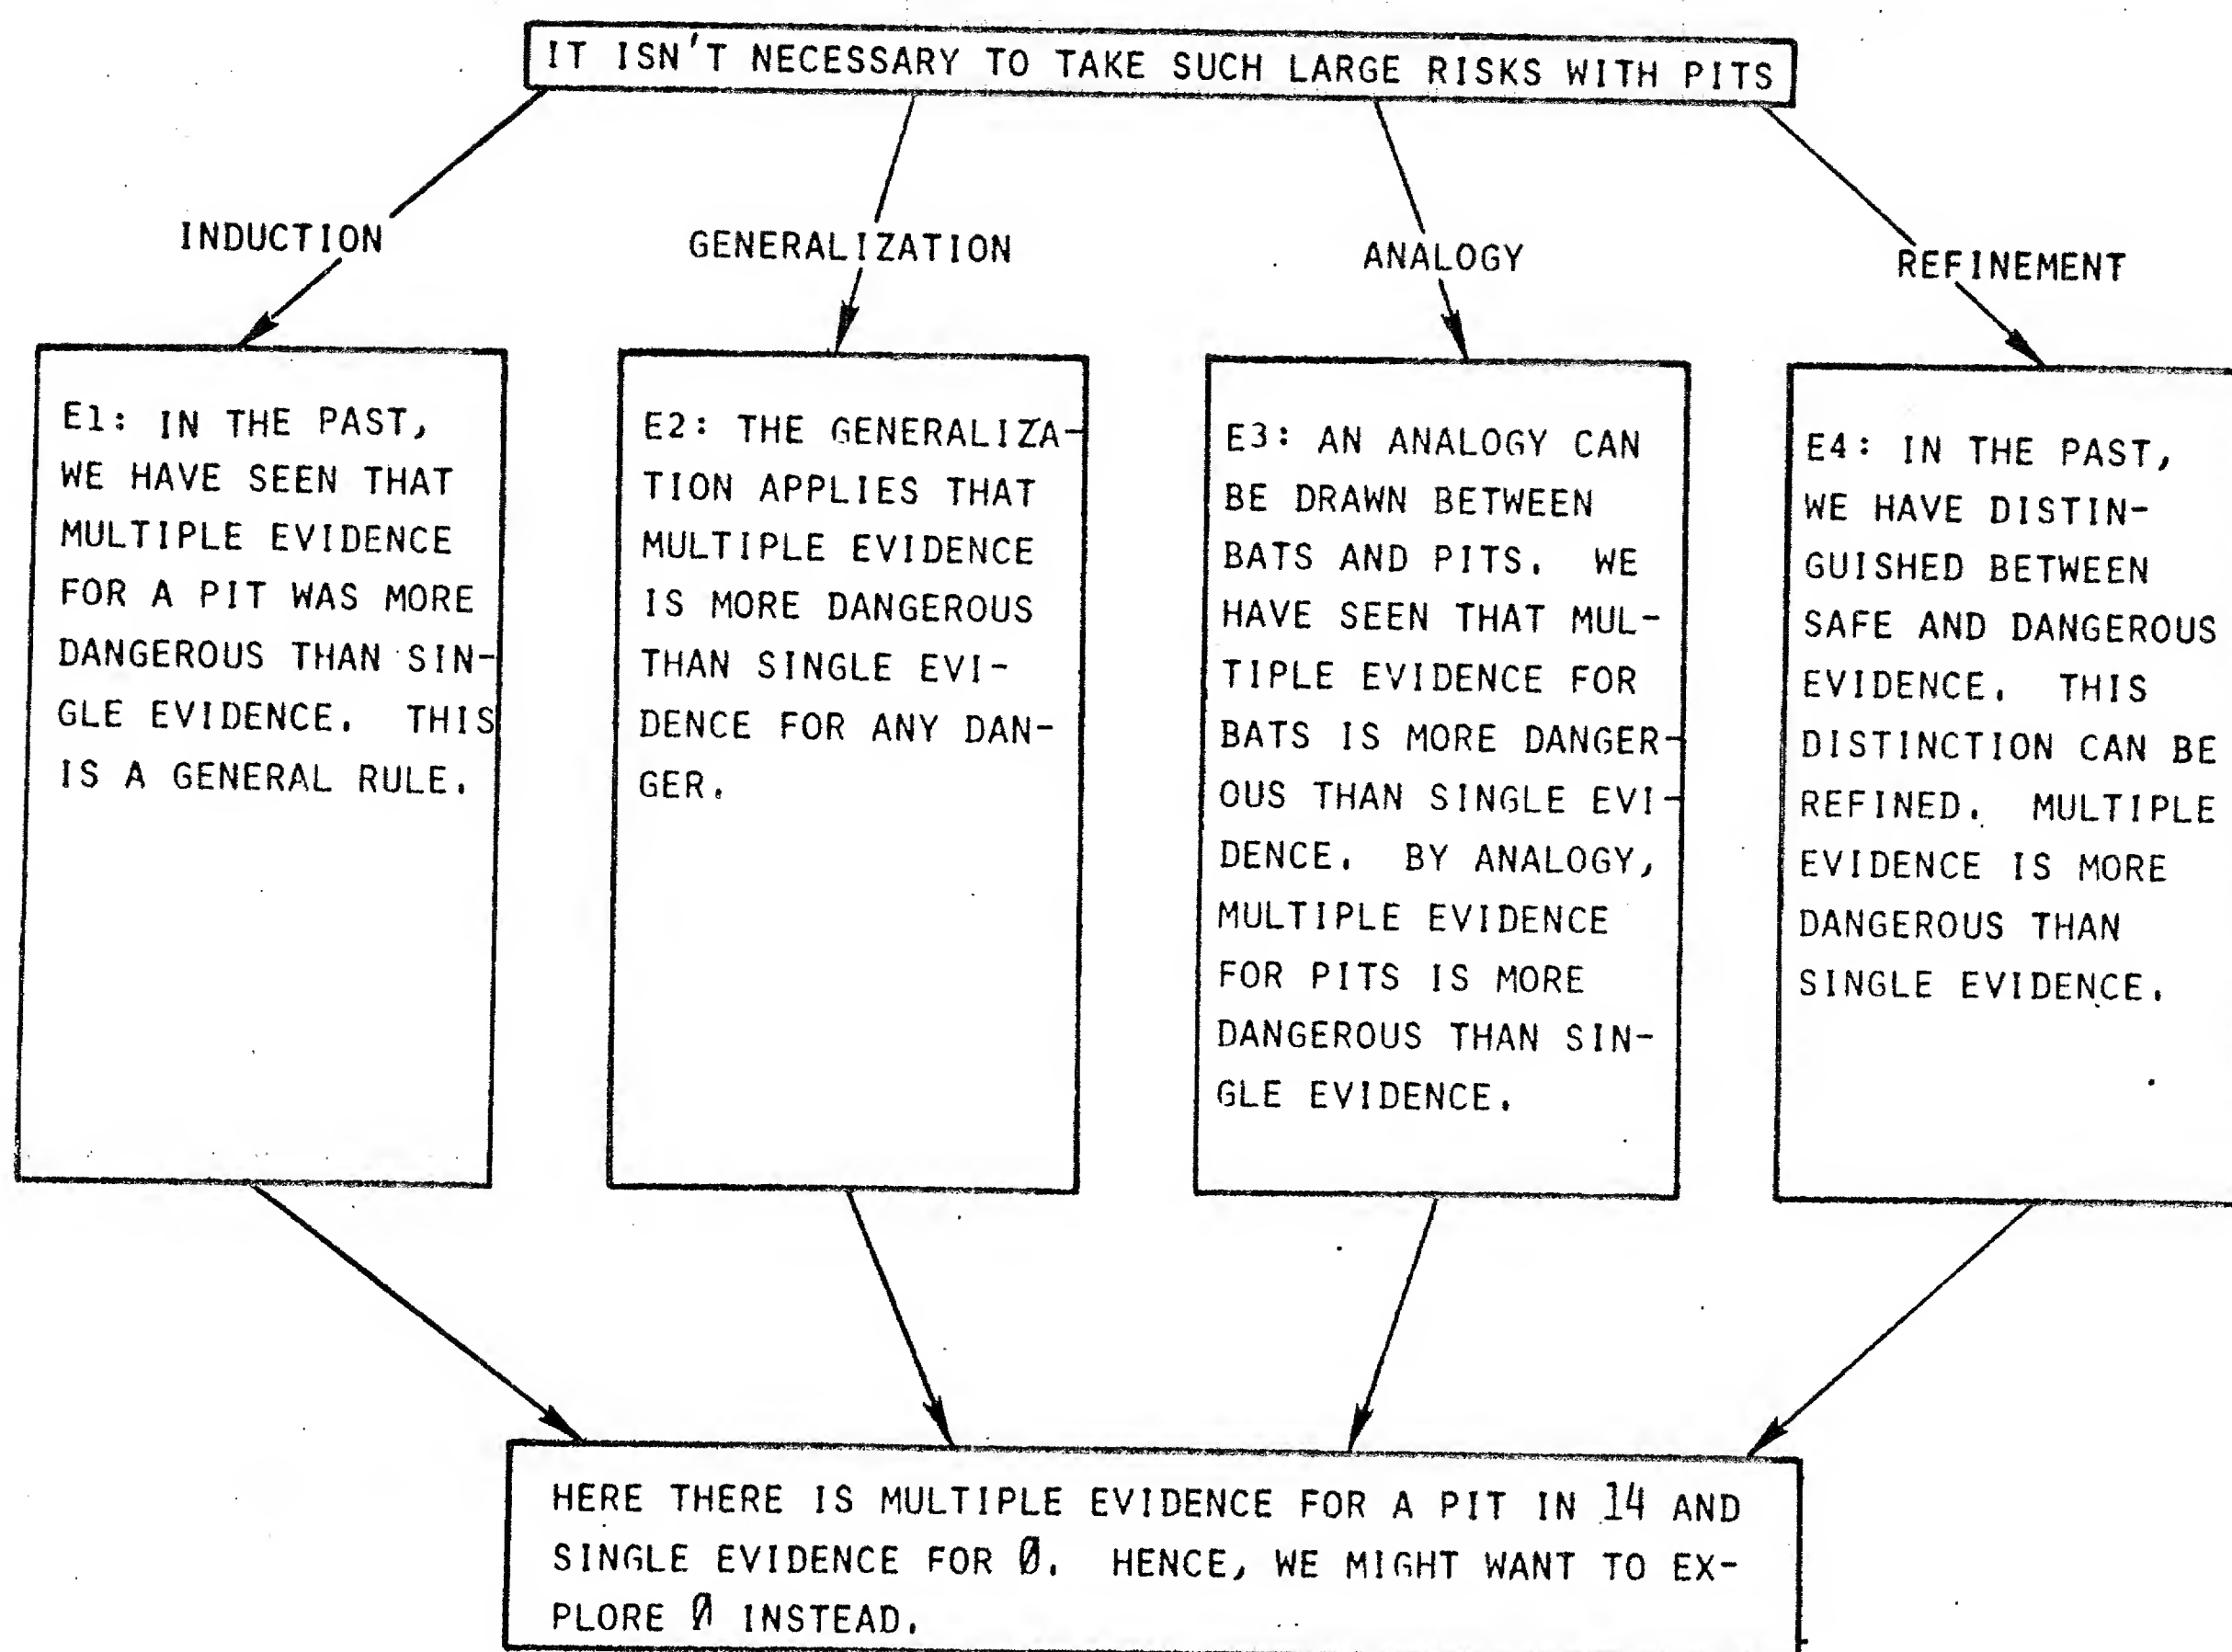 IT ISN'T NECESSARY TO TAKE SUCH LARGE RISKS WITH PITS
INDUCTION
GENERALIZATION
ANALOGY
REFINEMENT
E1: IN THE PAST,
WE HAVE SEEN THAT
MULTIPLE EVIDENCE
FOR A PIT WAS MORE
DANGEROUS THAN SIN-
GLE EVIDENCE. THIS
IS A GENERAL RULE.
E2: THE GENERALIZA-
TION APPLIES THAT
MULTIPLE EVIDENCE
IS MORE DANGEROUS
THAN SINGLE EVI-
DENCE FOR ANY DAN-
GER.
E3: AN ANALOGY CAN
BE DRAWN BETWEEN
BATS AND PITS. WE
HAVE SEEN THAT MUL-
TIPLE EVIDENCE FOR
BATS IS MORE DANGER-
OUS THAN SINGLE EVI-
DENCE. BY ANALOGY,
MULTIPLE EVIDENCE
FOR PITS IS MORE
DANGEROUS THAN SIN-
GLE EVIDENCE.
E4: IN THE PAST,
WE HAVE DISTIN-
GUISHED BETWEEN
SAFE AND DANGEROUS
EVIDENCE. THIS
DISTINCTION CAN BE
REFINED. MULTIPLE
EVIDENCE IS MORE
DANGEROUS THAN
SINGLE EVIDENCE.
HERE THERE IS MULTIPLE EVIDENCE FOR A PIT IN 14 AND
SINGLE EVIDENCE FOR Ø. HENCE, WE MIGHT WANT TO EX-
PLORE Ø INSTEAD.